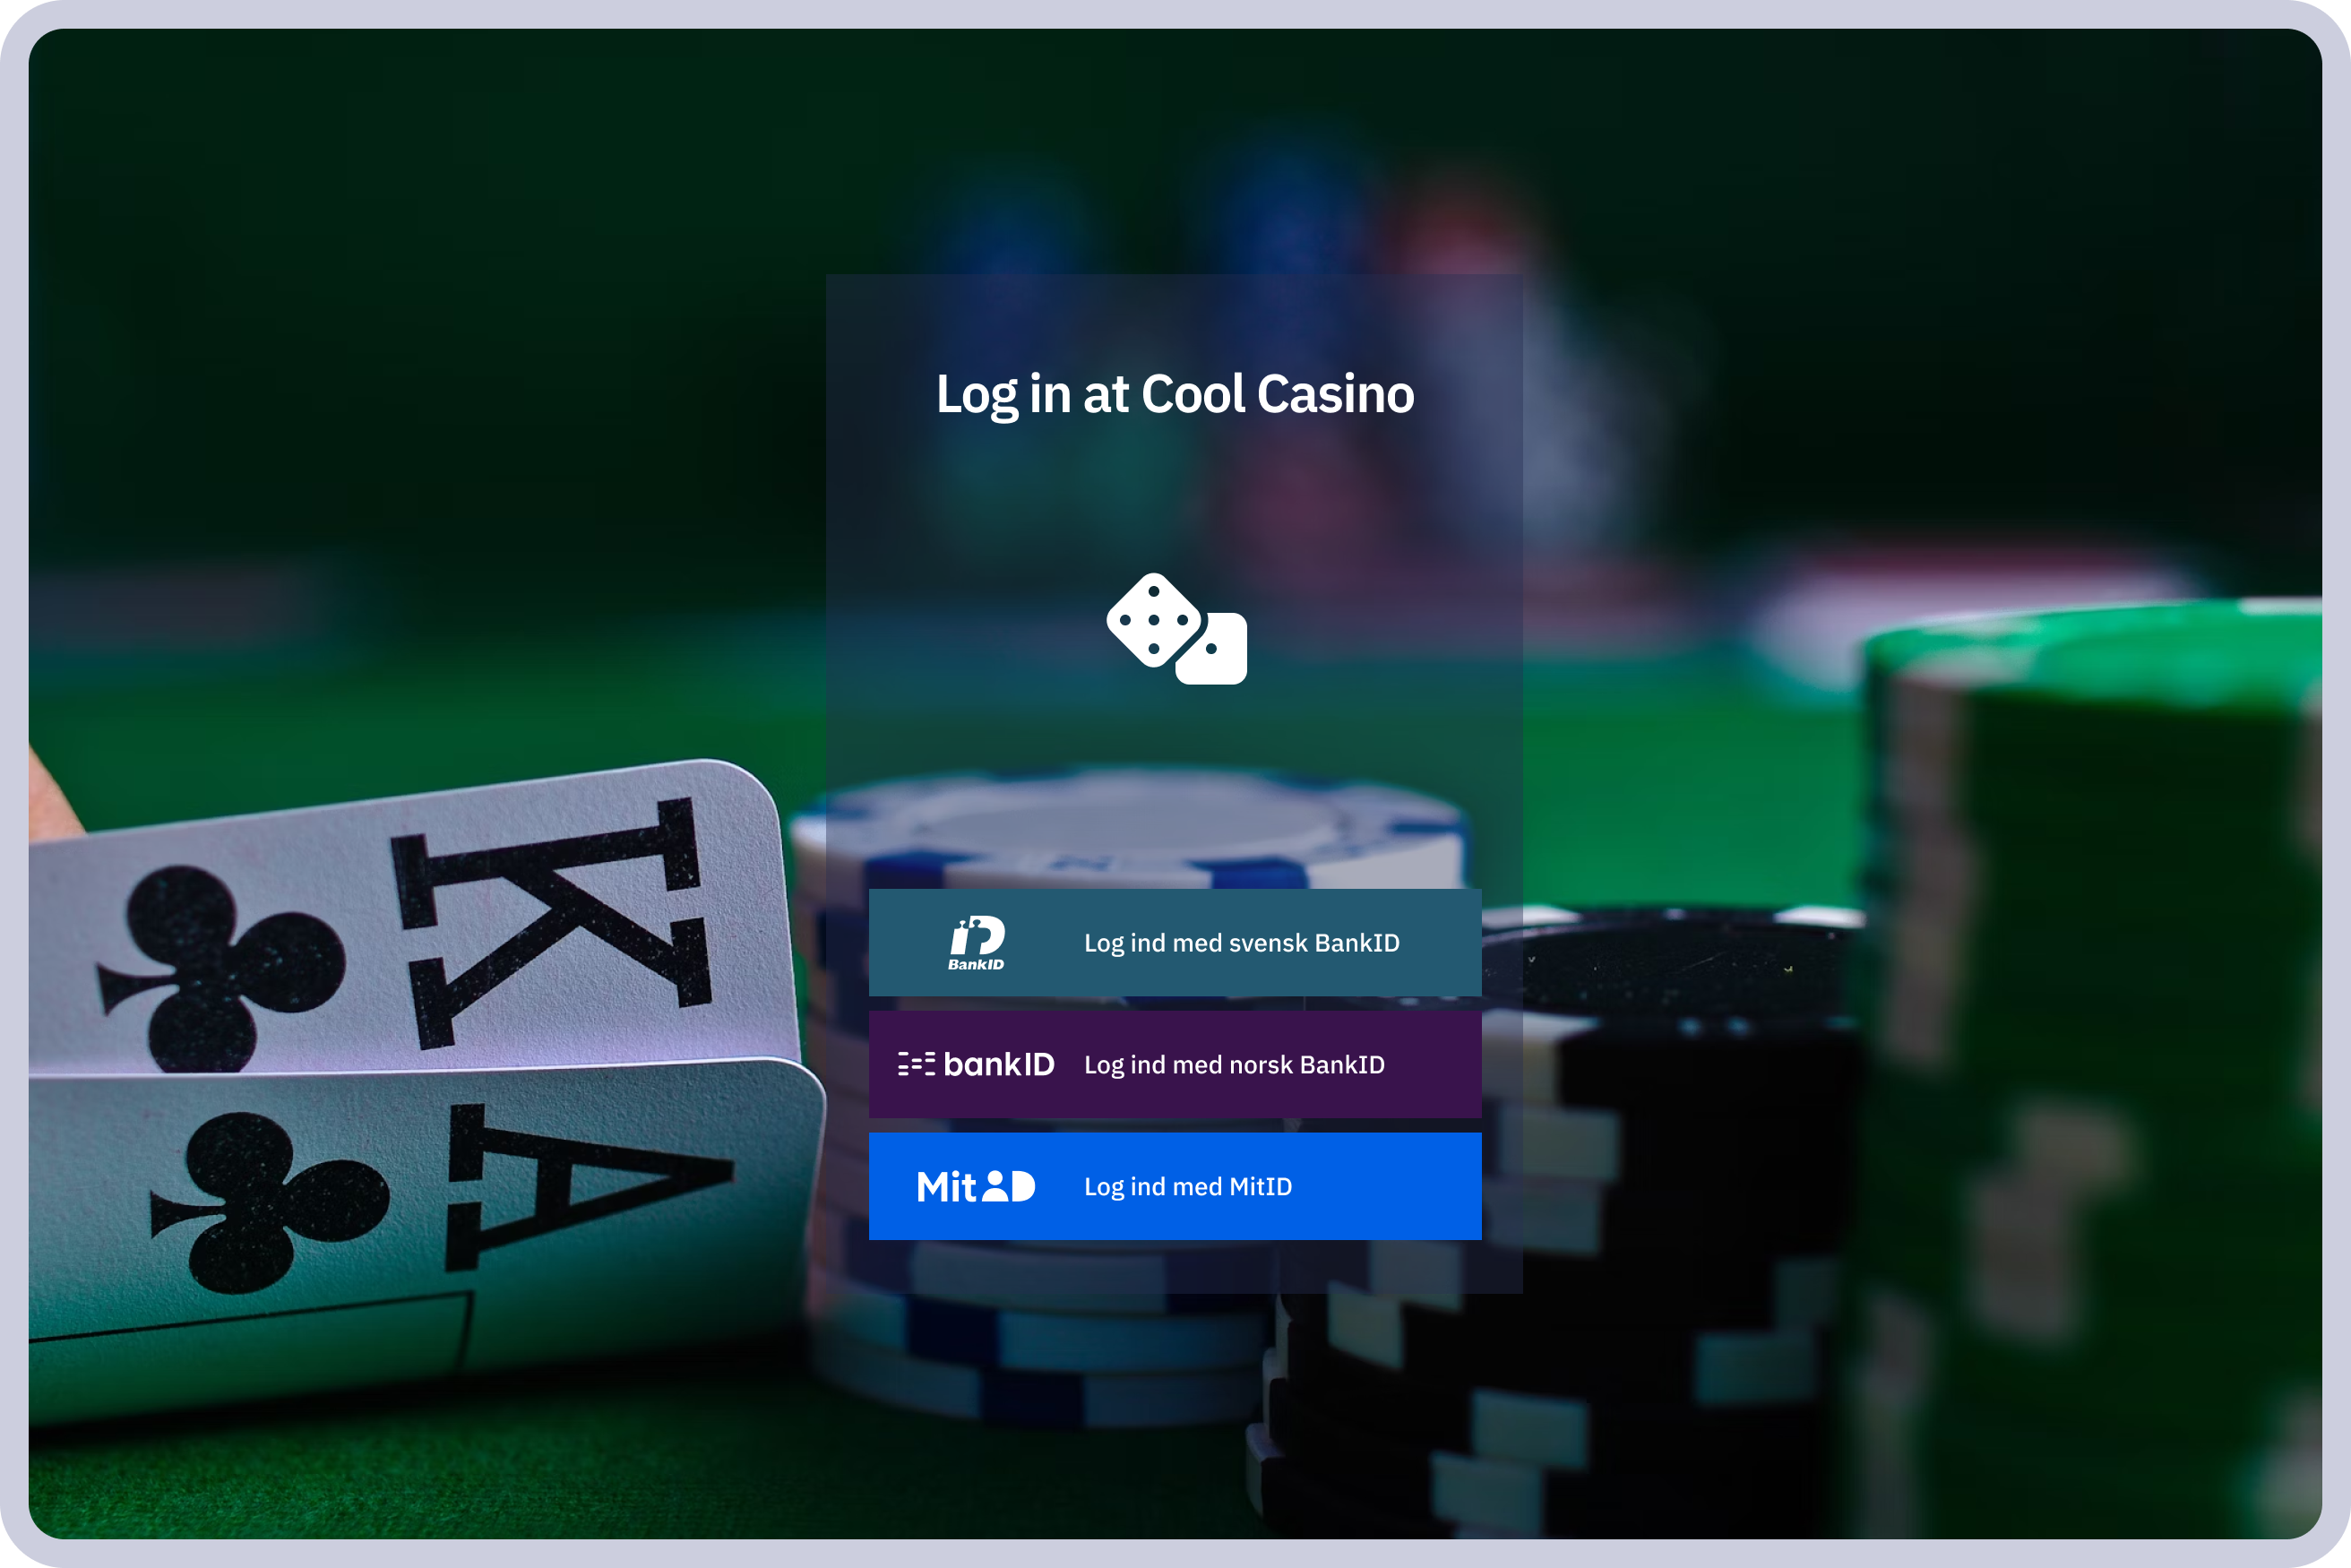 Log in at Cool Casino
K
A
BankID
Log ind med svensk BankID
bankID
Log ind med norsk BankID
MitID
Log ind med MitID